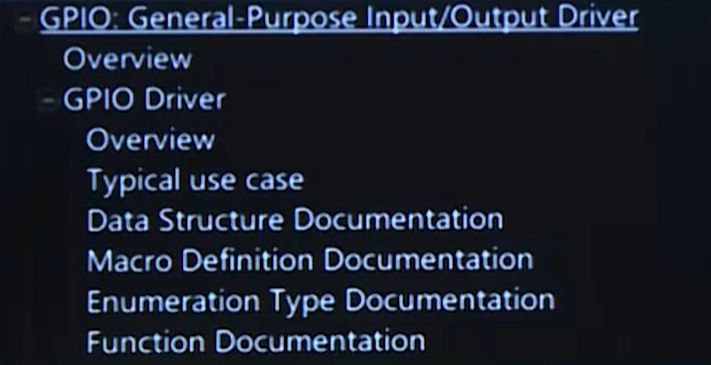 GPIO: General-Purpose Input/Output Driver
Overview
GPIO Driver
Overview
Typical use case
Data Structure Documentation
Macro Definition Documentation
Enumeration Type Documentation
Function Documentation